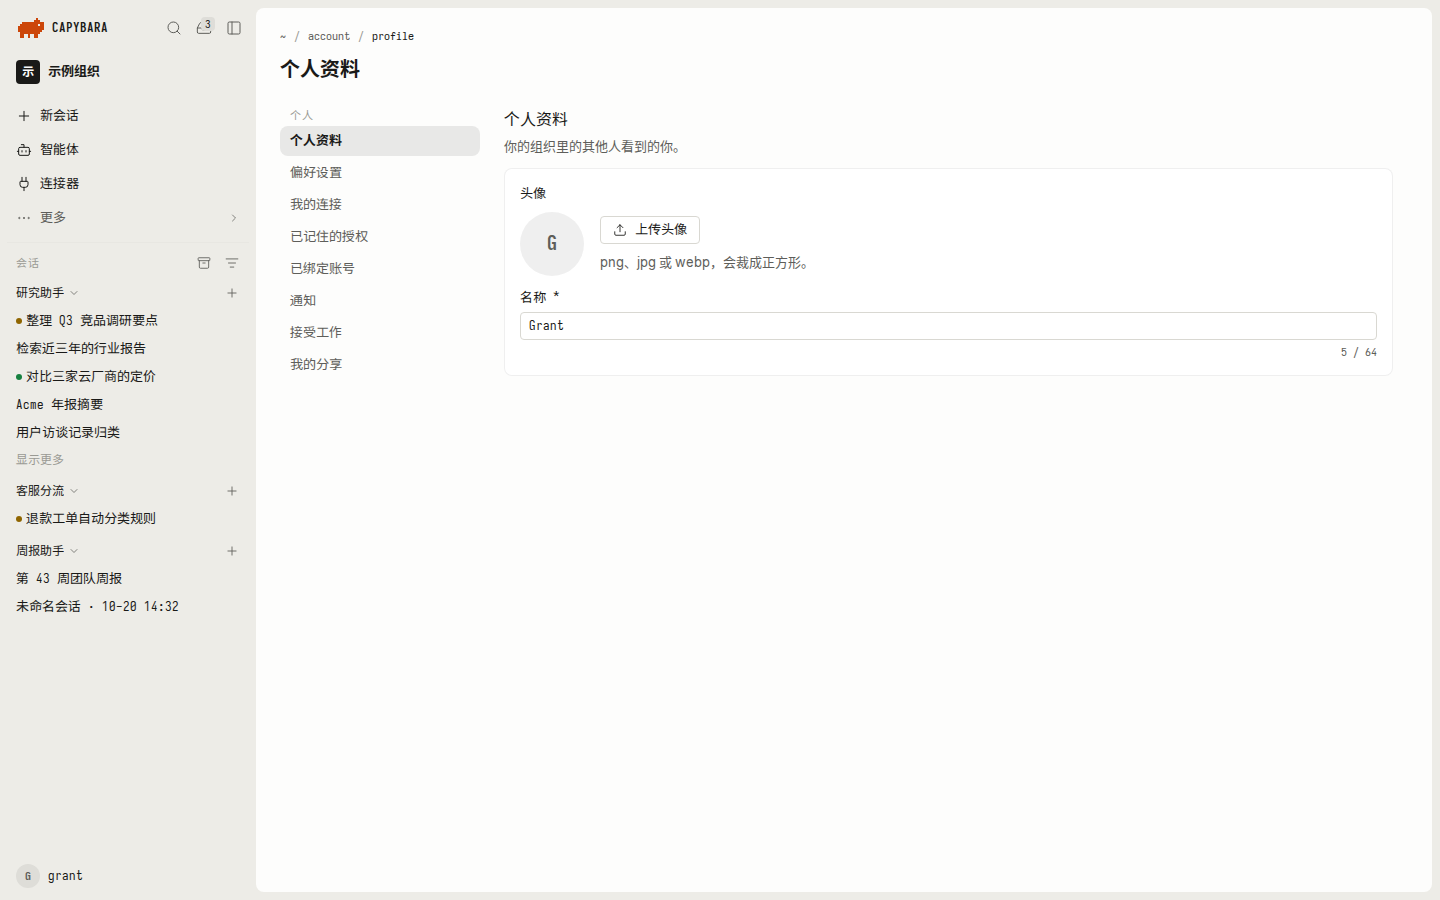 CAPYBARA
3
示 示例组织
新会话
智能体
连接器
更多
会话
研究助手
整理 Q3 竞品调研要点
检索近三年的行业报告
对比三家云厂商的定价
Acme 年报摘要
用户访谈记录归类
显示更多
客服分流
退款工单自动分类规则
周报助手
第 43 周团队周报
未命名会话 · 10-20 14:32
G grant
~ / account / profile
个人资料
个人
个人资料
偏好设置
我的连接
已记住的授权
已绑定账号
通知
接受工作
我的分享
个人资料
你的组织里的其他人看到的你。
头像
G
上传头像
png、jpg 或 webp，会裁成正方形。
名称 *
Grant
5 / 64